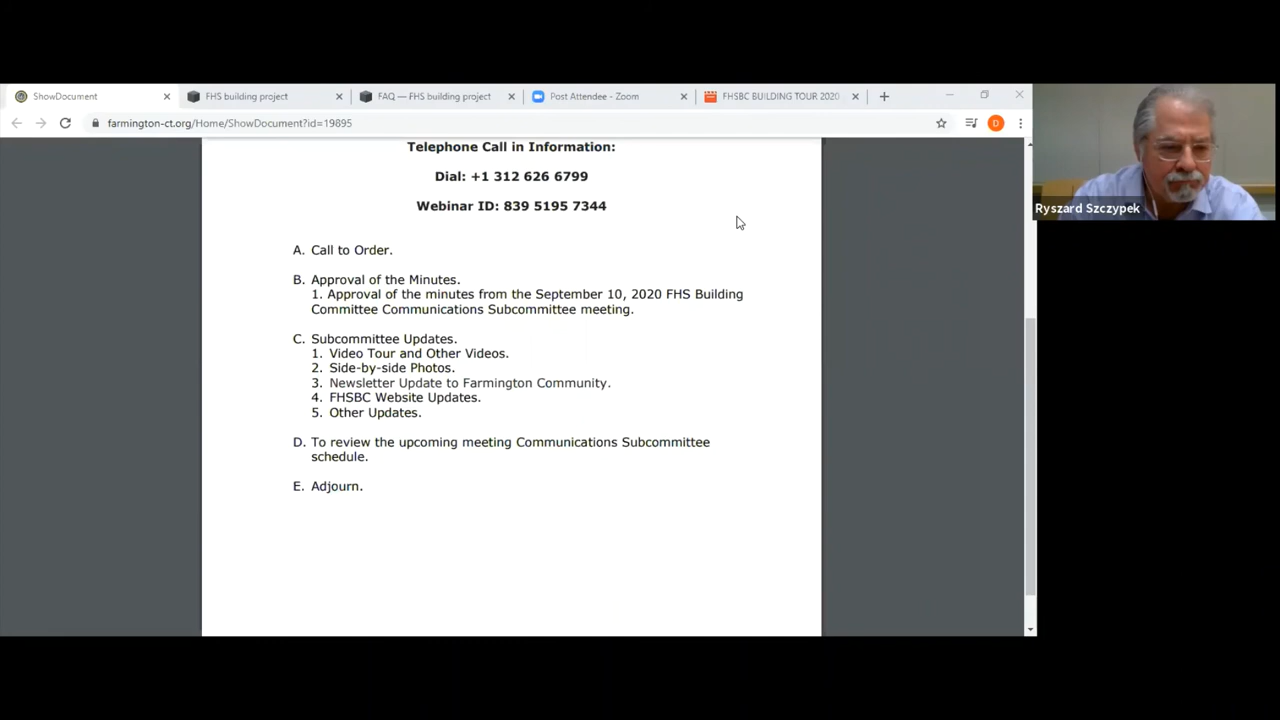 ShowDocument
FHS building project
FAQ — FHS building project
Post Attendee - Zoom
FHSBC BUILDING TOUR 2020
farmington-ct.org/Home/ShowDocument?id=19895
D
Telephone Call in Information:
Dial: +1 312 626 6799
Webinar ID: 839 5195 7344
Ryszard Szczypek
A. Call to Order.
B. Approval of the Minutes.
1. Approval of the minutes from the September 10, 2020 FHS Building
Committee Communications Subcommittee meeting.
C. Subcommittee Updates.
1. Video Tour and Other Videos.
2. Side-by-side Photos.
3. Newsletter Update to Farmington Community.
4. FHSBC Website Updates.
5. Other Updates.
D. To review the upcoming meeting Communications Subcommittee
schedule.
E. Adjourn.